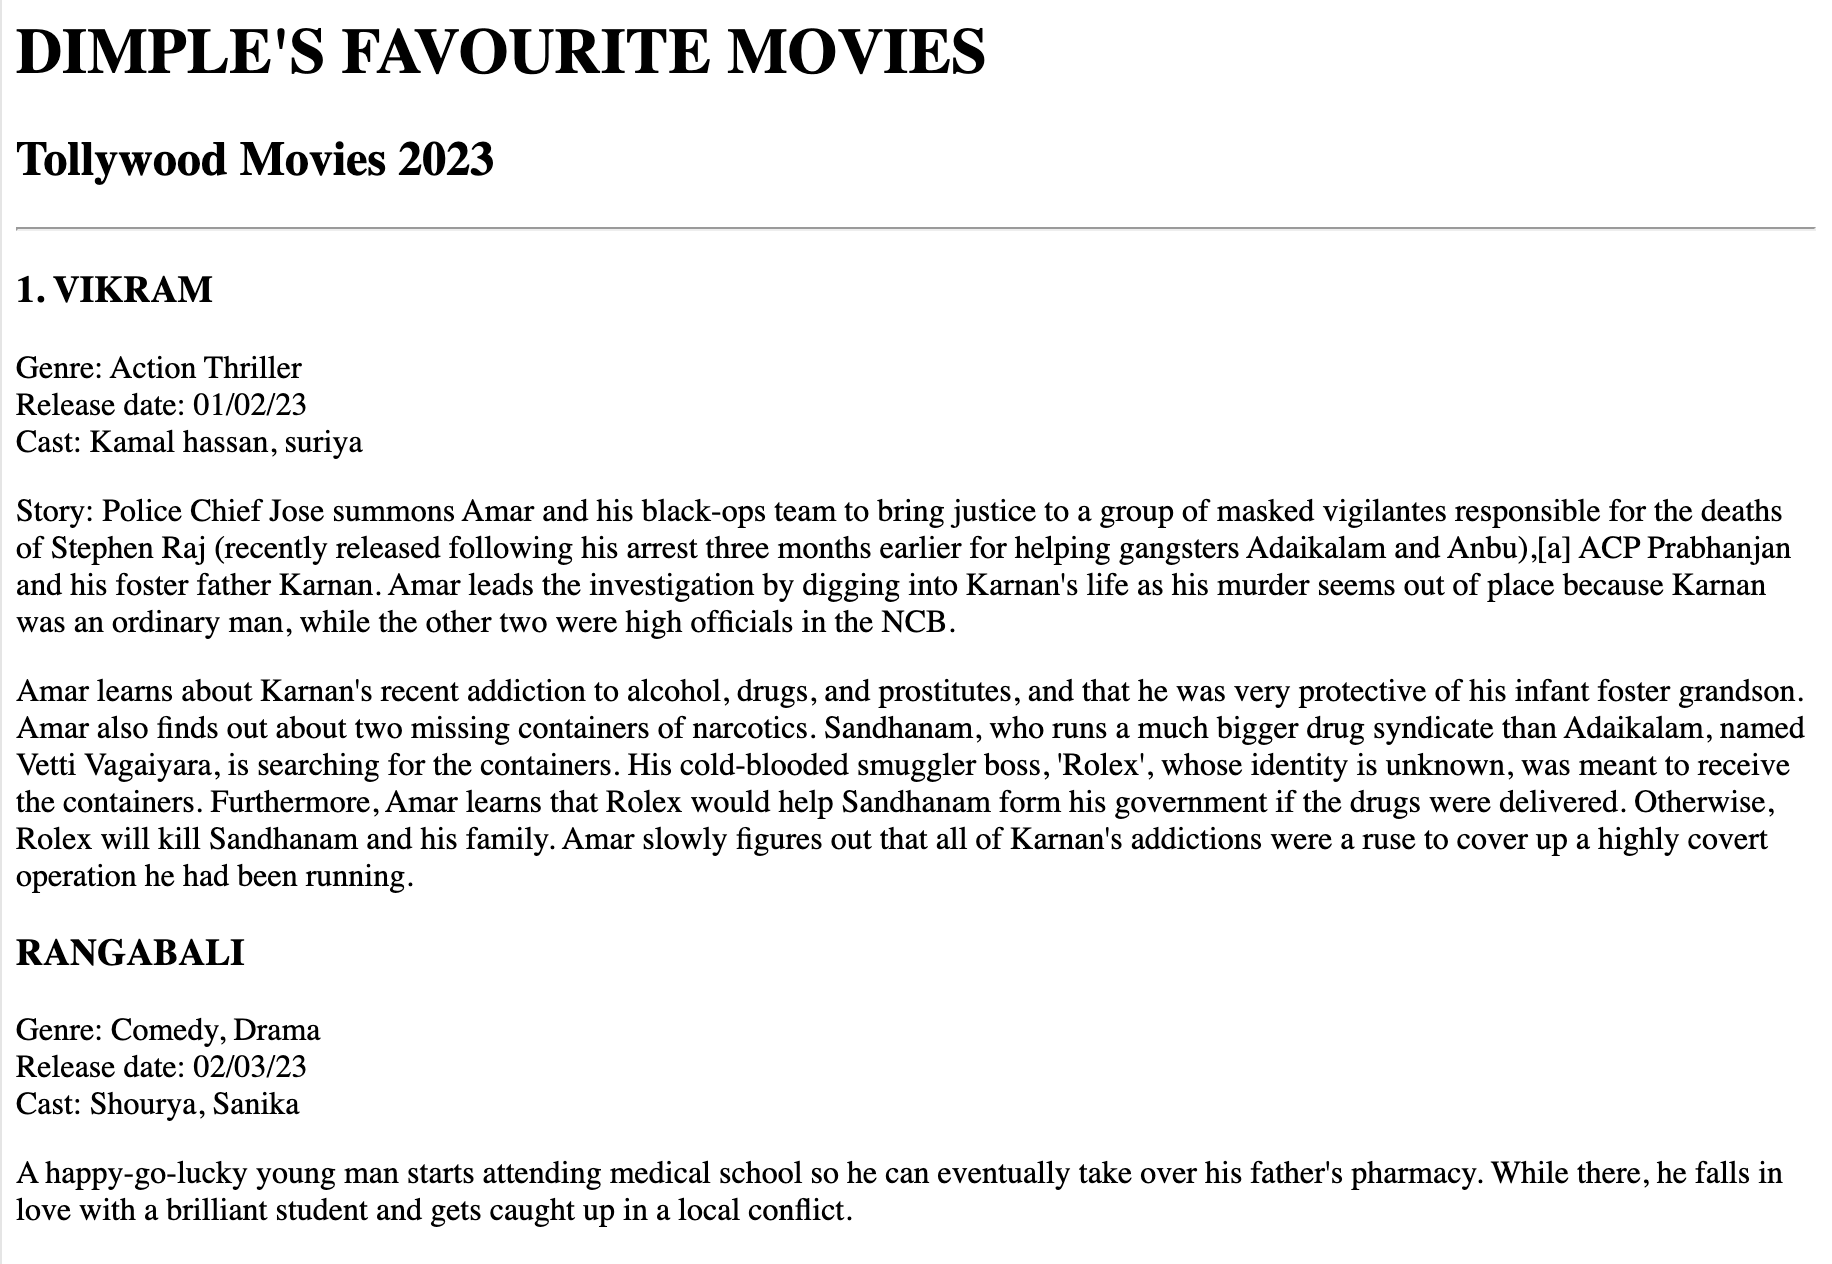 DIMPLE'S FAVOURITE MOVIES
Tollywood Movies 2023
1. VIKRAM
Genre: Action Thriller
Release date: 01/02/23
Cast: Kamal hassan, suriya
Story: Police Chief Jose summons Amar and his black-ops team to bring justice to a group of masked vigilantes responsible for the deaths
of Stephen Raj (recently released following his arrest three months earlier for helping gangsters Adaikalam and Anbu),[a] ACP Prabhanjan
and his foster father Karnan. Amar leads the investigation by digging into Karnan's life as his murder seems out of place because Karnan
was an ordinary man, while the other two were high officials in the NCB.
Amar learns about Karnan's recent addiction to alcohol, drugs, and prostitutes, and that he was very protective of his infant foster grandson.
Amar also finds out about two missing containers of narcotics. Sandhanam, who runs a much bigger drug syndicate than Adaikalam, named
Vetti Vagaiyara, is searching for the containers. His cold-blooded smuggler boss, 'Rolex', whose identity is unknown, was meant to receive
the containers. Furthermore, Amar learns that Rolex would help Sandhanam form his government if the drugs were delivered. Otherwise,
Rolex will kill Sandhanam and his family. Amar slowly figures out that all of Karnan's addictions were a ruse to cover up a highly covert
operation he had been running.
RANGABALI
Genre: Comedy, Drama
Release date: 02/03/23
Cast: Shourya, Sanika
A happy-go-lucky young man starts attending medical school so he can eventually take over his father's pharmacy. While there, he falls in
love with a brilliant student and gets caught up in a local conflict.